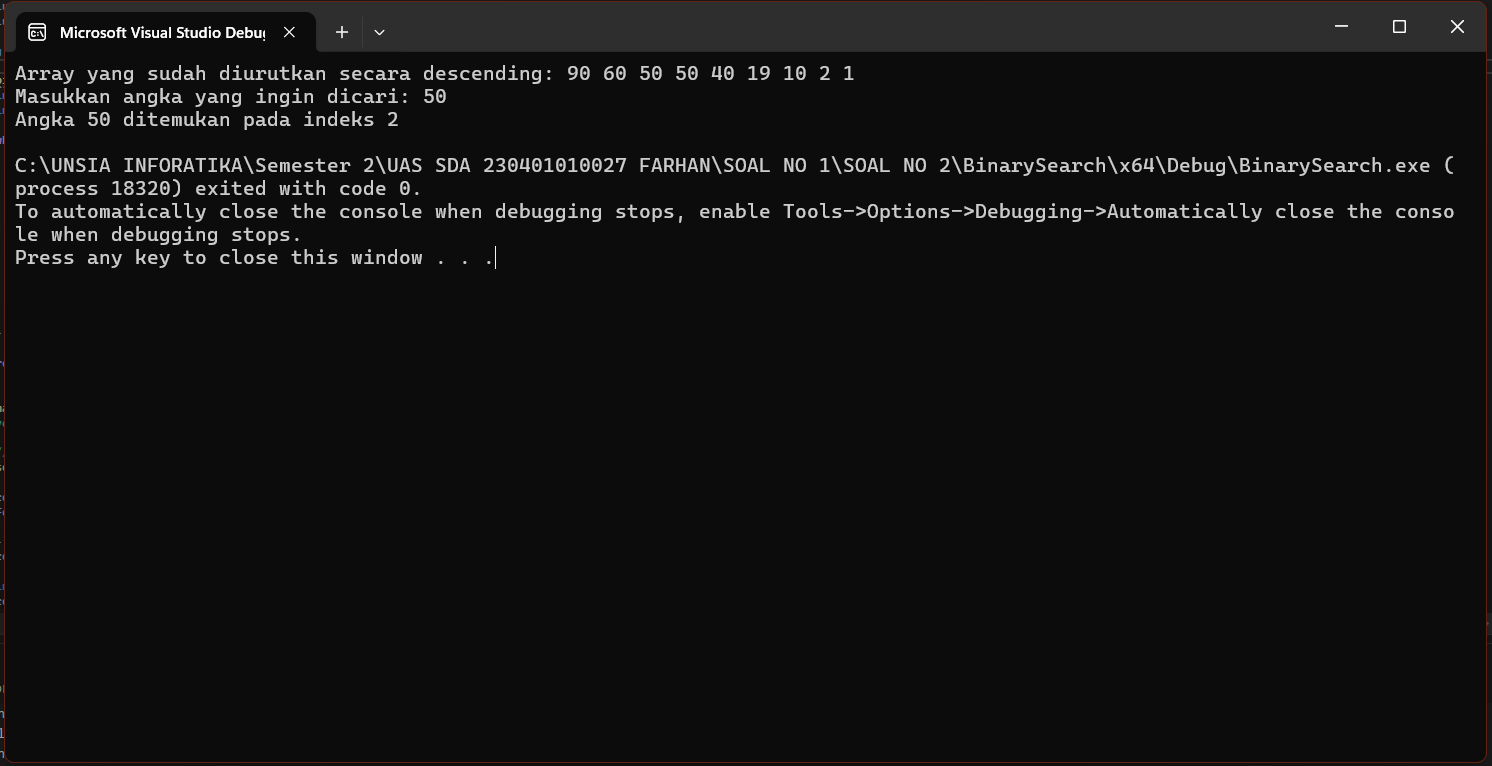 Microsoft Visual Studio Debug
Array yang sudah diurutkan secara descending: 90 60 50 50 40 19 10 2 1
Masukkan angka yang ingin dicari: 50
Angka 50 ditemukan pada indeks 2
C:\UNSIA INFORATIKA\Semester 2\UAS SDA 230401010027 FARHAN\SOAL NO 1\SOAL NO 2\BinarySearch\x64\Debug\BinarySearch.exe (
process 18320) exited with code 0.
To automatically close the console when debugging stops, enable Tools->Options->Debugging->Automatically close the conso
le when debugging stops.
Press any key to close this window . . .